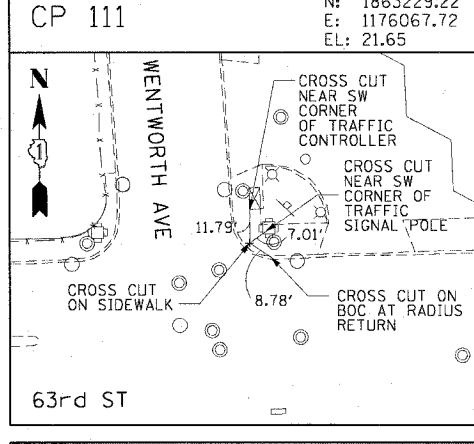 CP 111
N: 1863229.22
E: 1176067.72
EL: 21.65
N
1
WENTWORTH AVE
CROSS CUT
NEAR SW
CORNER
OF TRAFFIC
CONTROLLER
CROSS CUT
NEAR SW
CORNER OF
TRAFFIC
SIGNAL POLE
11.79'
7.01'
8.78'
CROSS CUT
ON SIDEWALK
CROSS CUT ON
BOC AT RADIUS
RETURN
63rd ST